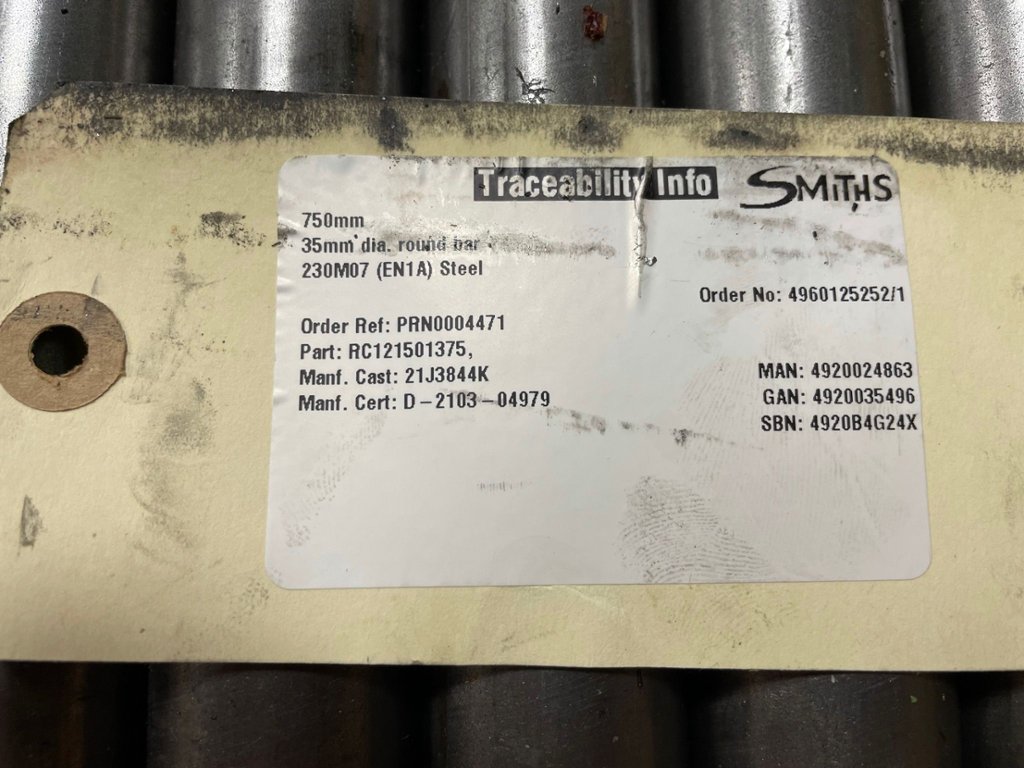 Traceability Info SMiTHS
750mm
35mm dia. round bar
230M07 (EN1A) Steel
Order No: 4960125252/1
Order Ref: PRN0004471
Part: RC121501375,
Manf. Cast: 21J3844K
MAN: 4920024863
Manf. Cert: D-2103-04979
GAN: 4920035496
SBN: 4920B4G24X